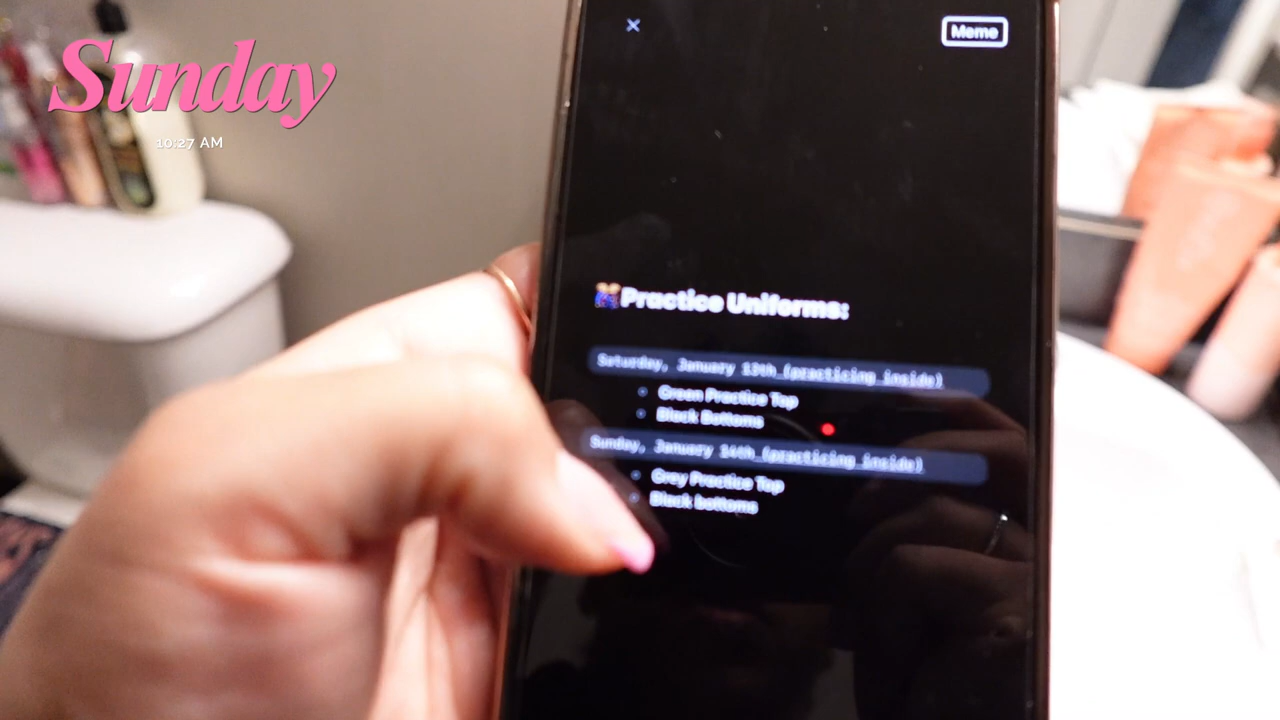 Sunday
10:27 AM
Meme
Practice Uniforms:
Saturday, January 13th (practicing inside)
Green Practice Top
Black Bottoms
Sunday, January 14th (practicing inside)
Grey Practice Top
Black bottoms